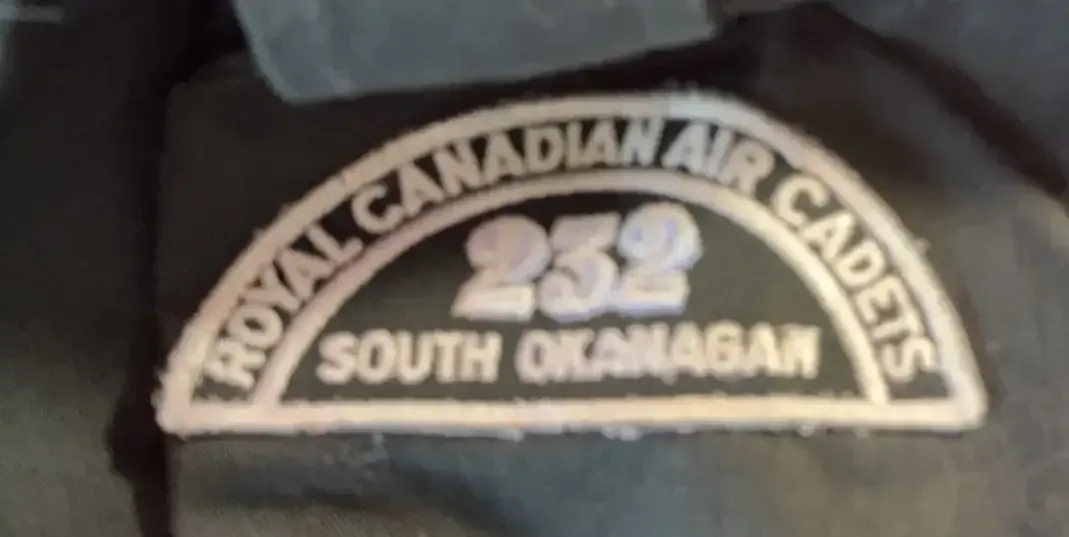 ROYAL CANADIAN AIR CADETS
232
SOUTH OKANAGAN